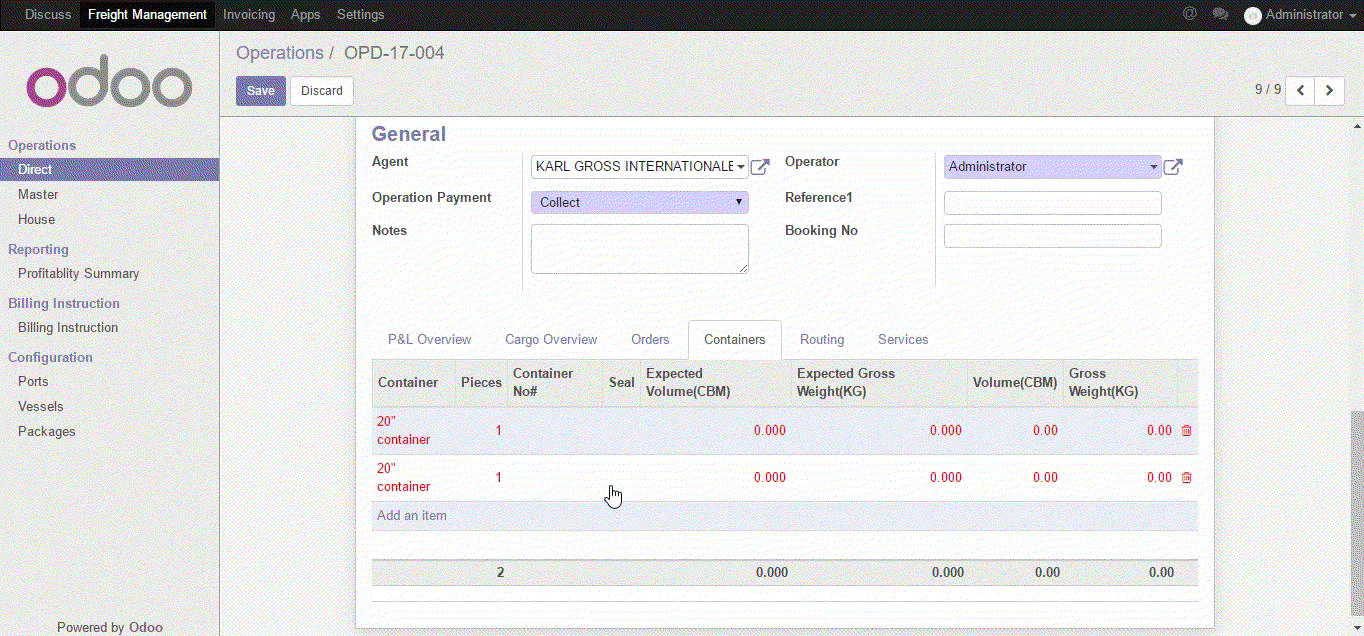 Discuss Freight Management Invoicing Apps Settings @ Administrator
odoo
Operations / OPD-17-004
Save Discard 9 / 9
Operations
Direct
Master
House
Reporting
Profitablity Summary
Billing Instruction
Billing Instruction
Configuration
Ports
Vessels
Packages
Powered by Odoo
General
Agent KARL GROSS INTERNATIONALE Operator Administrator
Operation Payment Collect Reference1
Notes Booking No
P&L Overview Cargo Overview Orders Containers Routing Services
Container Pieces Container No# Seal Expected Volume(CBM) Expected Gross Weight(KG) Volume(CBM) Gross Weight(KG)
20" container 1 0.000 0.000 0.00 0.00
20" container 1 0.000 0.000 0.00 0.00
Add an item
2 0.000 0.000 0.00 0.00